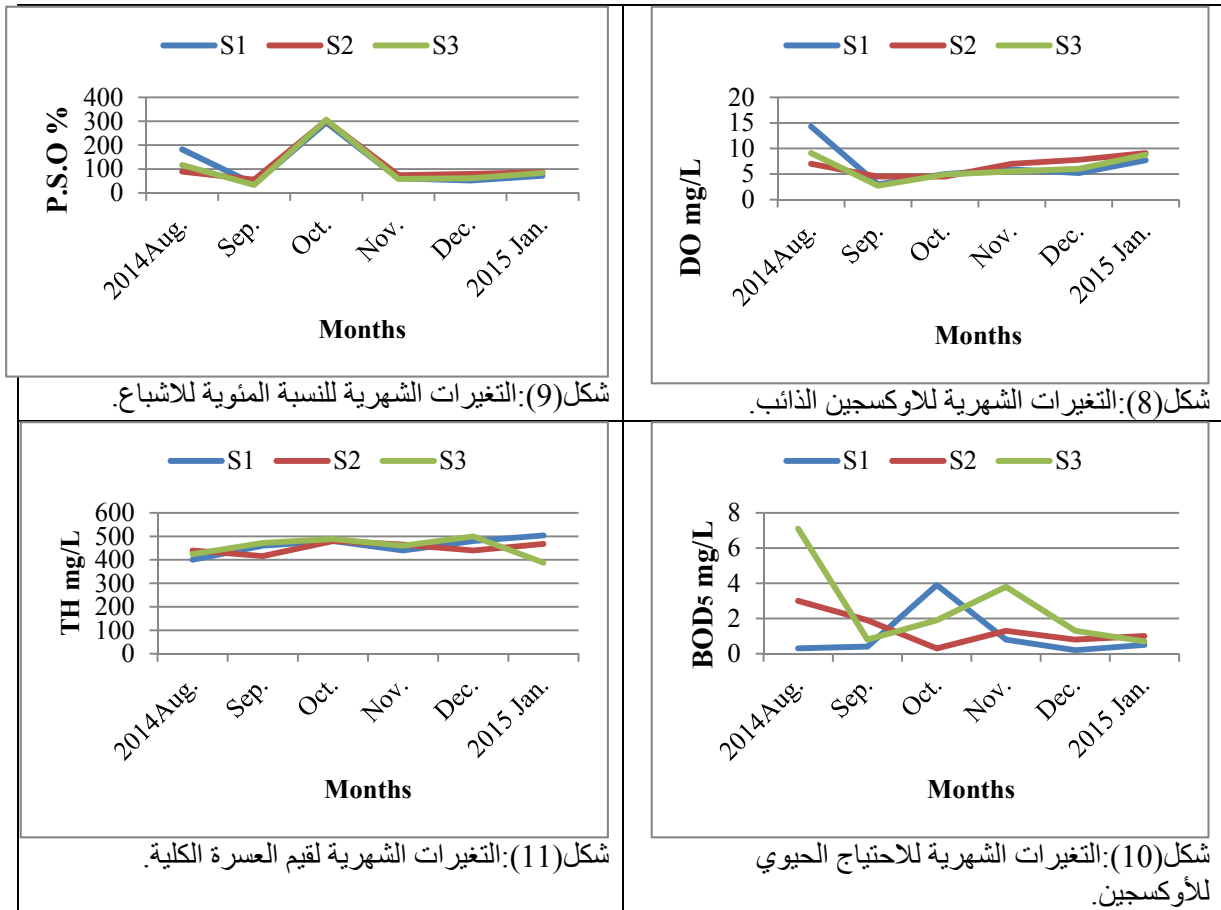 S1 S2 S3
20
15
10
5
0
DO mg/L
2014Aug. Sep. Oct. Nov. Dec. 2015 Jan.
Months
شكل(8):التغيرات الشهرية للاوكسجين الذائب.
S1 S2 S3
400
300
200
100
0
P.S.O %
2014Aug. Sep. Oct. Nov. Dec. 2015 Jan.
Months
شكل(9):التغيرات الشهرية للنسبة المئوية للاشباع.
S1 S2 S3
8
6
4
2
0
BOD₅ mg/L
2014Aug. Sep. Oct. Nov. Dec. 2015 Jan.
Months
شكل(10):التغيرات الشهرية للاحتياج الحيوي
للأوكسجين.
S1 S2 S3
600
500
400
300
200
100
0
TH mg/L
2014Aug. Sep. Oct. Nov. Dec. 2015 Jan.
Months
شكل(11):التغيرات الشهرية لقيم العسرة الكلية.